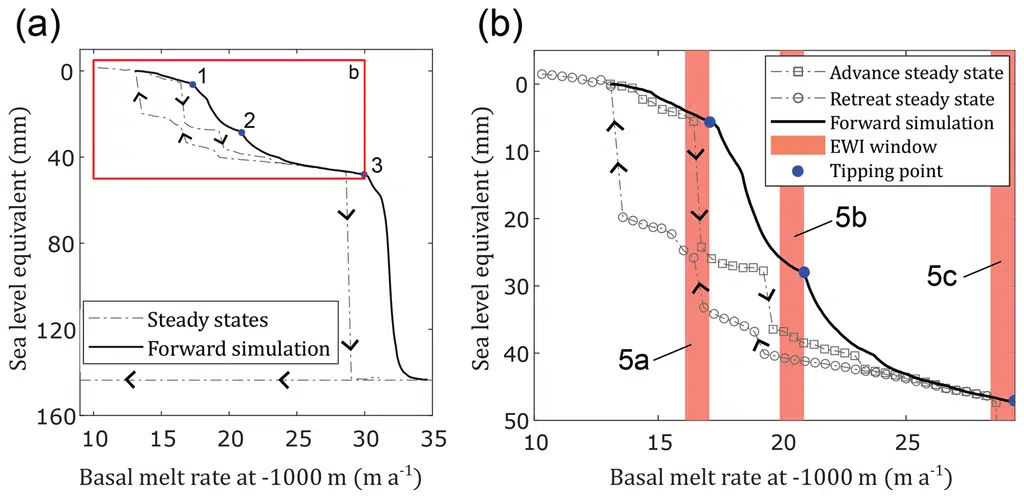 (a)
0
40
80
120
160
Sea level equivalent (mm)
10
15
20
25
30
35
Basal melt rate at -1000 m (m a⁻¹)
b
1
2
3
Steady states
Forward simulation
(b)
0
10
20
30
40
50
Sea level equivalent (mm)
10
15
20
25
Basal melt rate at -1000 m (m a⁻¹)
Advance steady state
Retreat steady state
Forward simulation
EWI window
Tipping point
5a
5b
5c